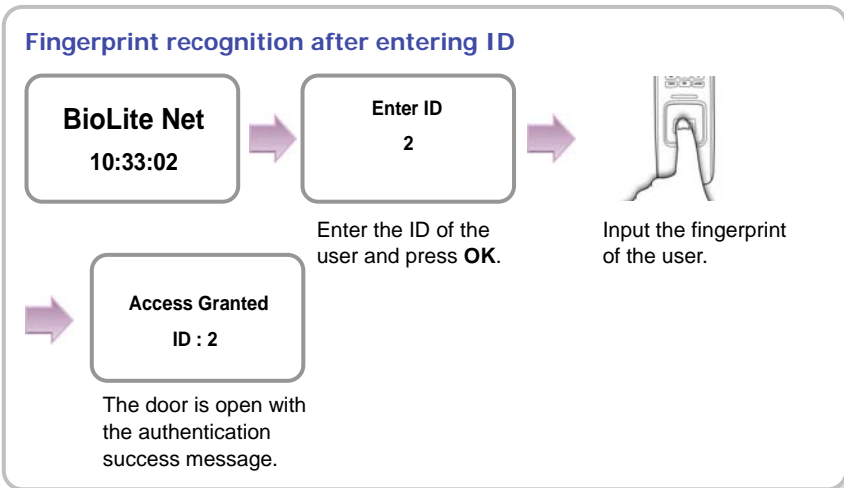 Fingerprint recognition after entering ID
BioLite Net
10:33:02
Enter ID
2
Enter the ID of the
user and press OK.
Input the fingerprint
of the user.
Access Granted
ID : 2
The door is open with
the authentication
success message.